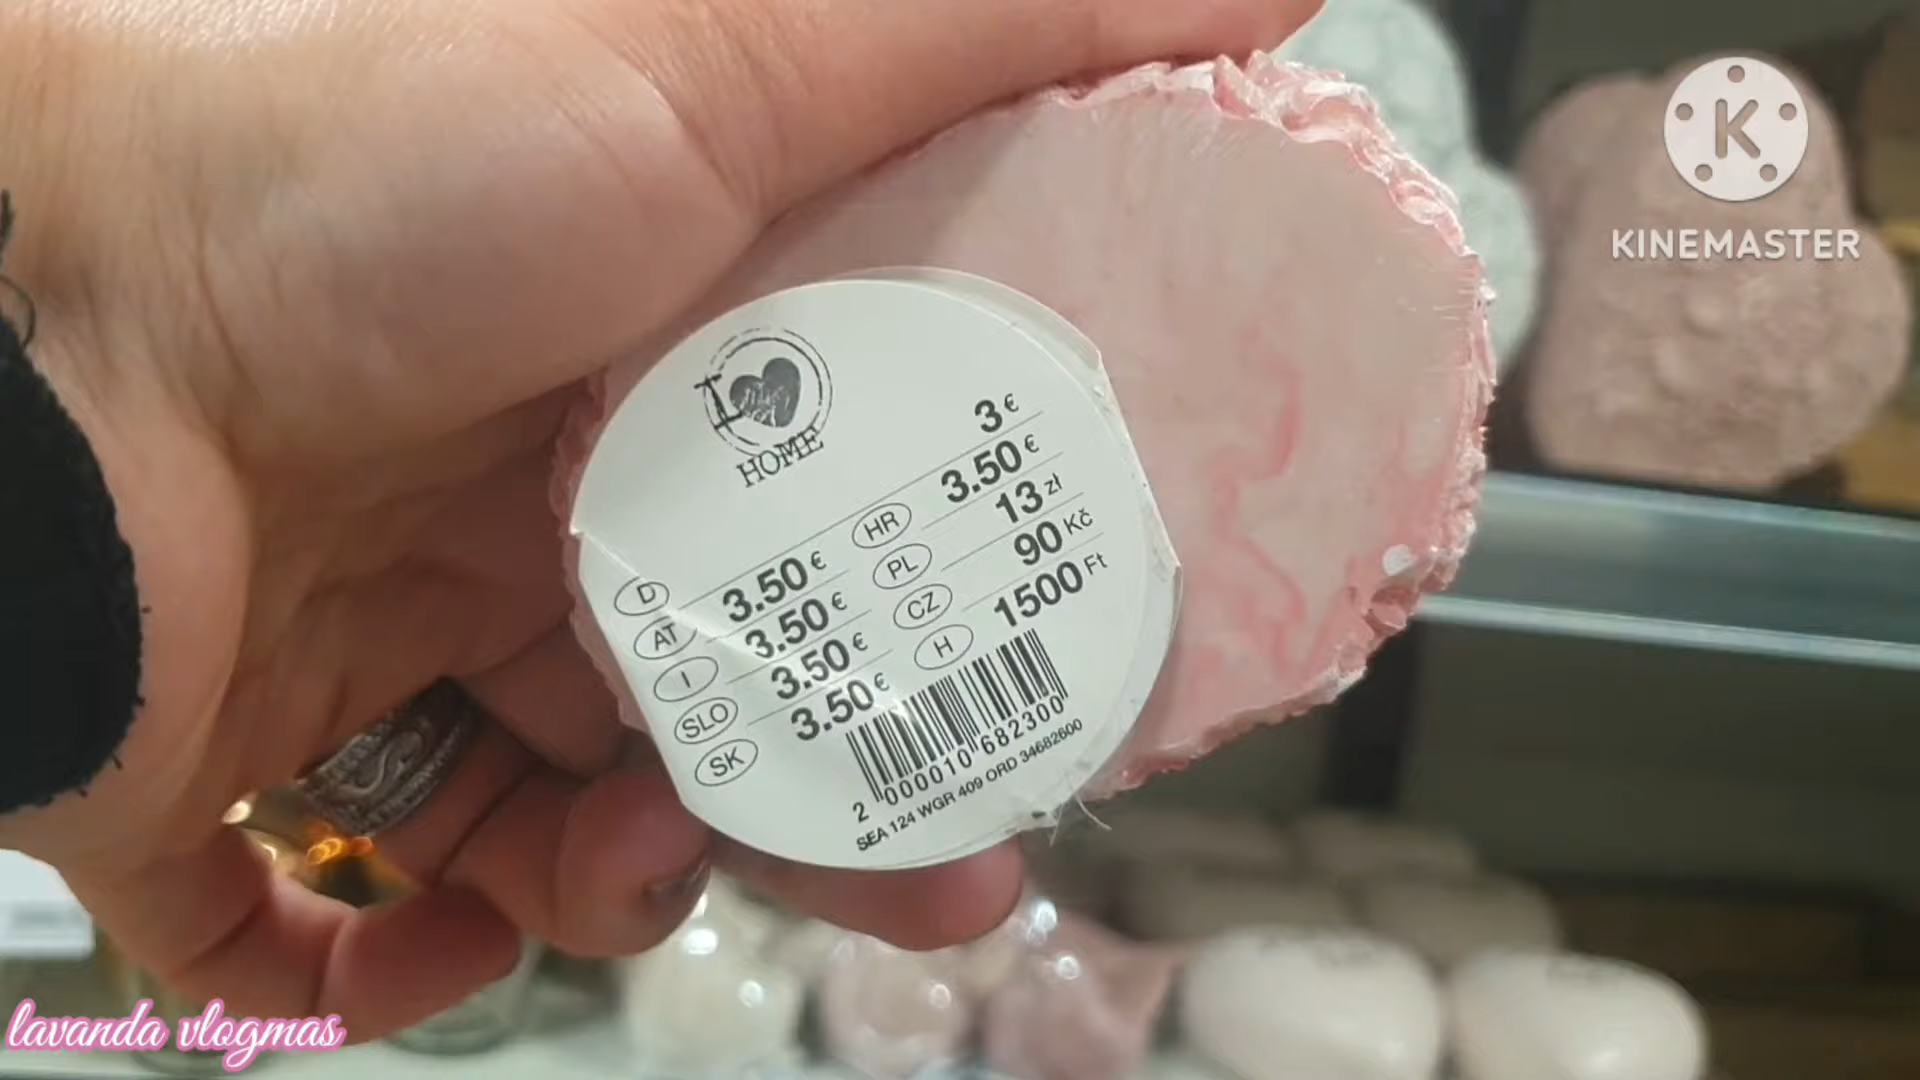 KINEMASTER
I
HOME
D 3 €
AT 3.50 € HR 3.50 €
I 3.50 € PL 13 zł
SLO 3.50 € CZ 90 Kč
SK 3.50 € H 1500 Ft
2 000010 682300
SEA 124 WGR 409 ORD 34682600
lavanda vlogmas